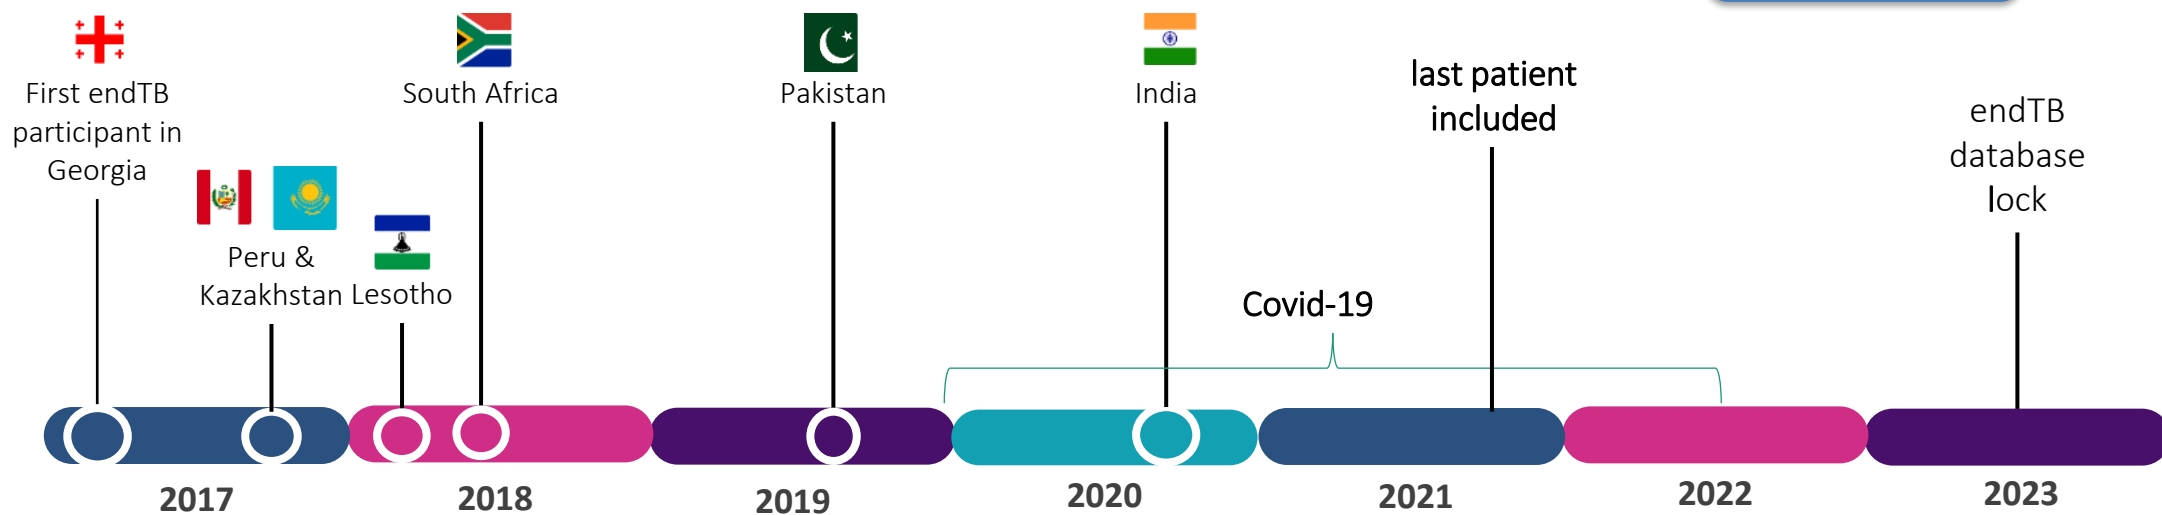 First endTB
participant in
Georgia
Peru &
Kazakhstan
Lesotho
South Africa
Pakistan
India
Covid-19
last patient
included
endTB
database
lock
2017
2018
2019
2020
2021
2022
2023